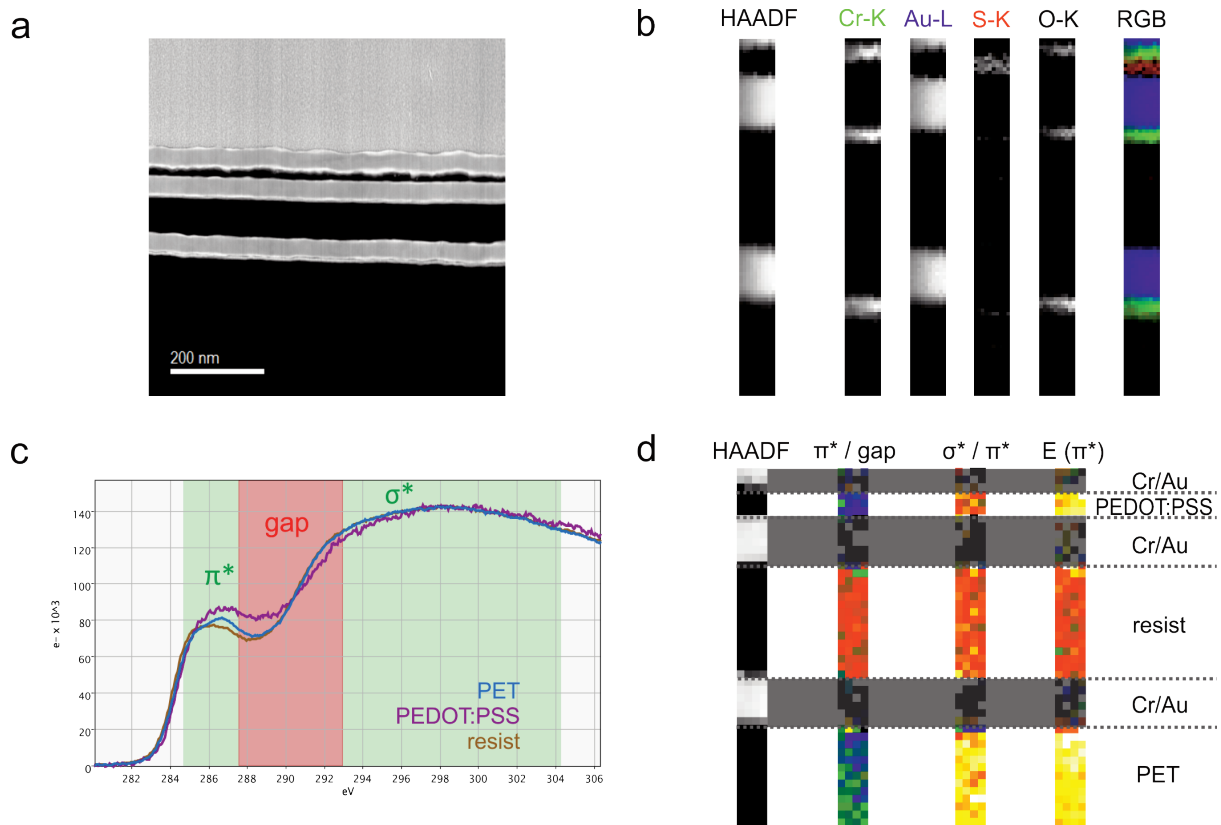 a
200 nm
b
HAADF Cr-K Au-L S-K O-K RGB
c
π*
gap
σ*
PET
PEDOT:PSS
resist
e- x 10^3
140
120
100
80
60
40
20
0
282 284 286 288 290 292 294 296 298 300 302 304 306
eV
d
HAADF π* / gap σ* / π* E (π*)
Cr/Au
PEDOT:PSS
Cr/Au
resist
Cr/Au
PET